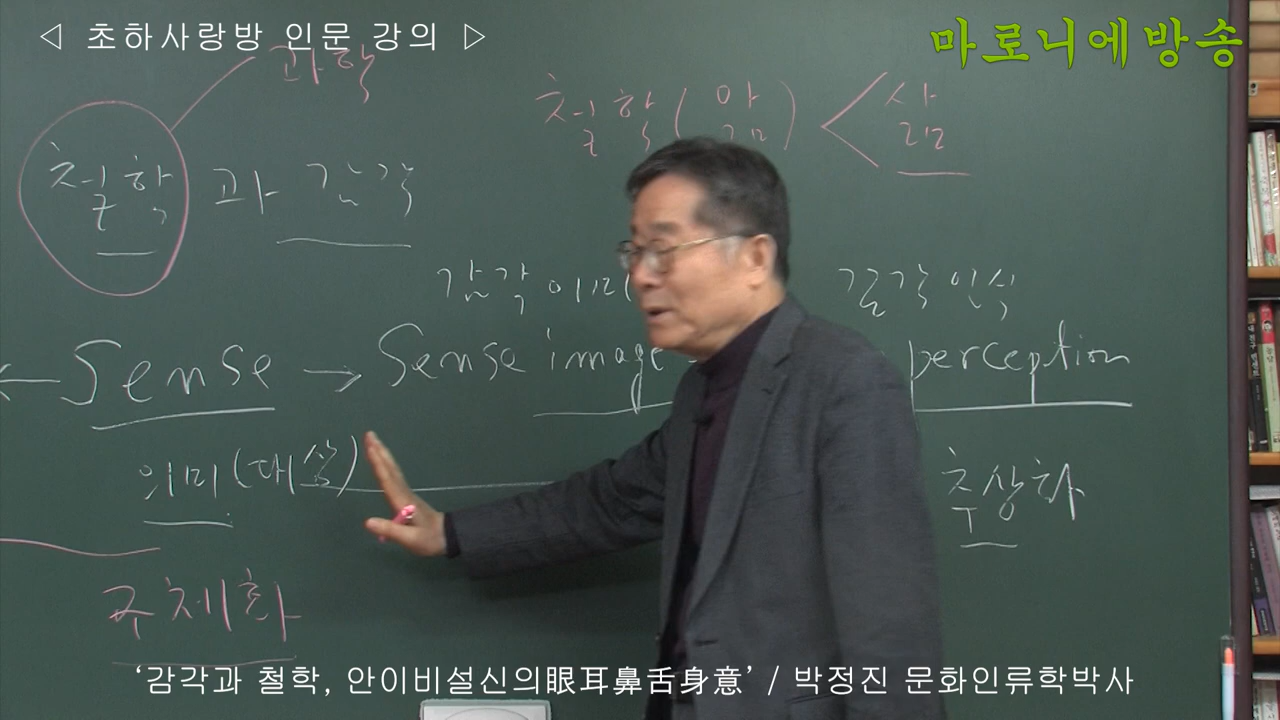 ◁ 초하사랑방 인문 강의 ▷
마로니에방송
과학
철학(앎) < 삶
철학과 감각
감각이미
감각인식
← Sense → Sense image
perception
의미(대상)
추상화
주체화
‘감각과 철학, 안이비설신의眼耳鼻舌身意’ / 박정진 문화인류학박사